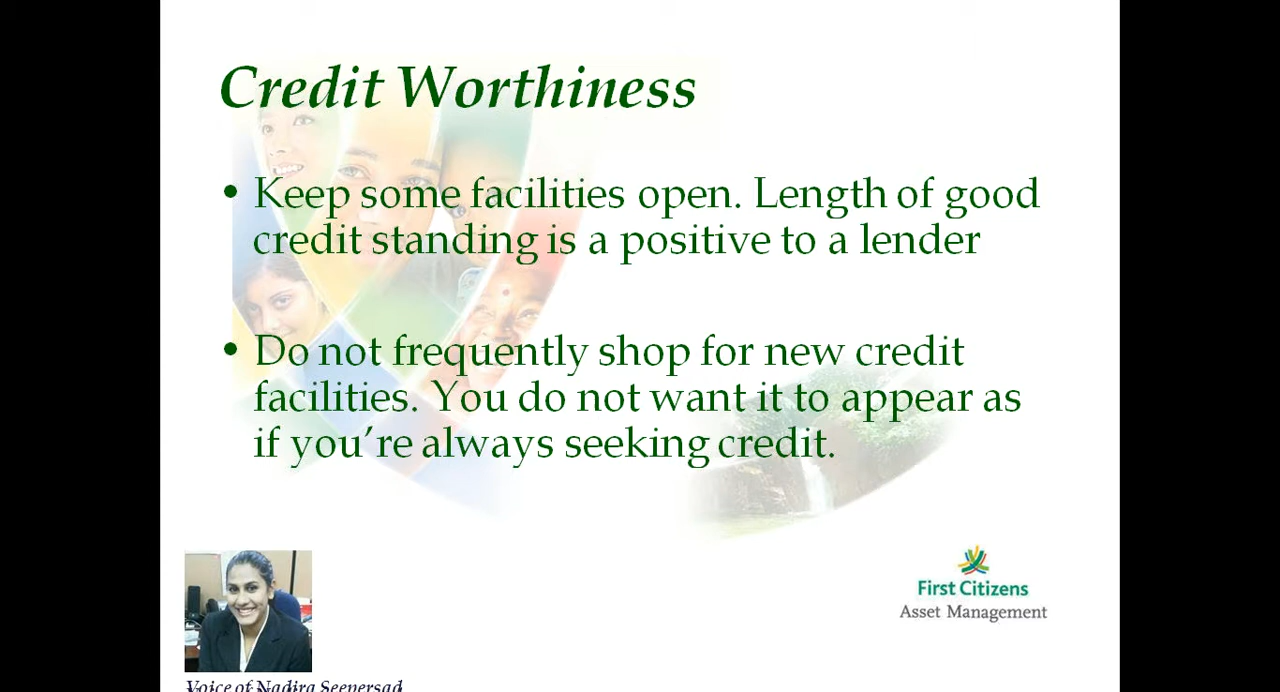 Credit Worthiness
• Keep some facilities open. Length of good
credit standing is a positive to a lender
• Do not frequently shop for new credit
facilities. You do not want it to appear as
if you’re always seeking credit.
First Citizens
Asset Management
Voice of Nadira Seepersad